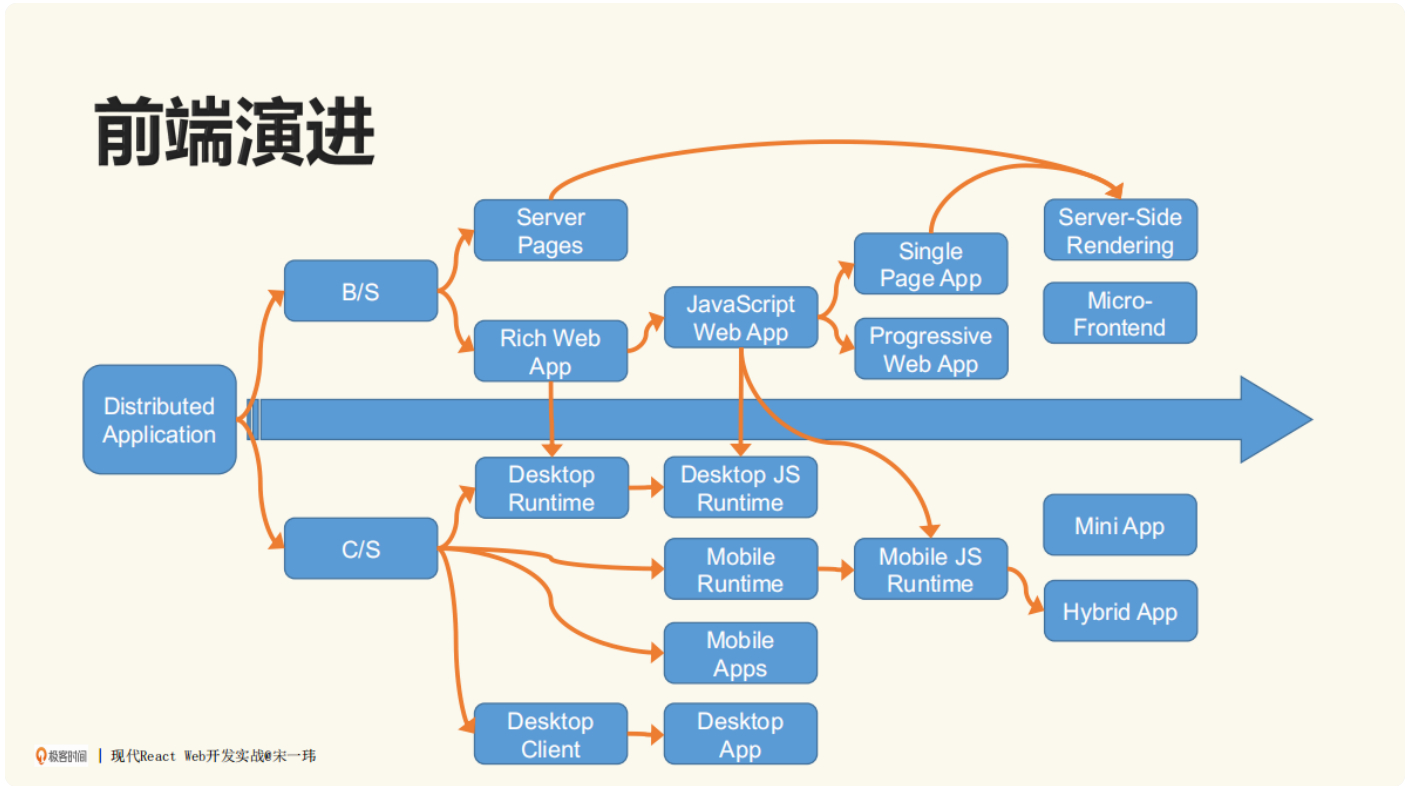 前端演进
Server
Pages
Server-Side
Rendering
Single
Page App
B/S
JavaScript
Web App
Micro-
Frontend
Rich Web
App
Progressive
Web App
Distributed
Application
Desktop
Runtime
Desktop JS
Runtime
Mini App
C/S
Mobile
Runtime
Mobile JS
Runtime
Hybrid App
Mobile
Apps
Desktop
Client
Desktop
App
极客时间 | 现代React Web开发实战@宋一玮